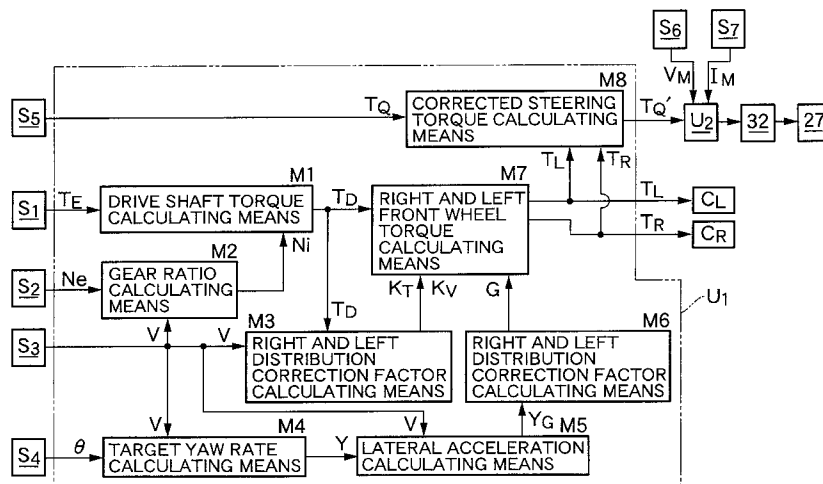 S6
S7
VM
IM
M8
S5
TQ
CORRECTED STEERING
TORQUE CALCULATING
MEANS
TQ'
U2
32
27
TL
TR
M1
M7
S1
TE
DRIVE SHAFT TORQUE
CALCULATING MEANS
TD
RIGHT AND LEFT
FRONT WHEEL
TORQUE
CALCULATING
MEANS
TL
CL
TR
CR
M2
Ni
S2
Ne
GEAR RATIO
CALCULATING
MEANS
KT
KV
G
TD
U1
S3
V
V
M3
M6
RIGHT AND LEFT
DISTRIBUTION
CORRECTION FACTOR
CALCULATING MEANS
RIGHT AND LEFT
DISTRIBUTION
CORRECTION FACTOR
CALCULATING MEANS
V
M4
V
YG
M5
S4
θ
TARGET YAW RATE
CALCULATING MEANS
Y
LATERAL ACCELERATION
CALCULATING MEANS